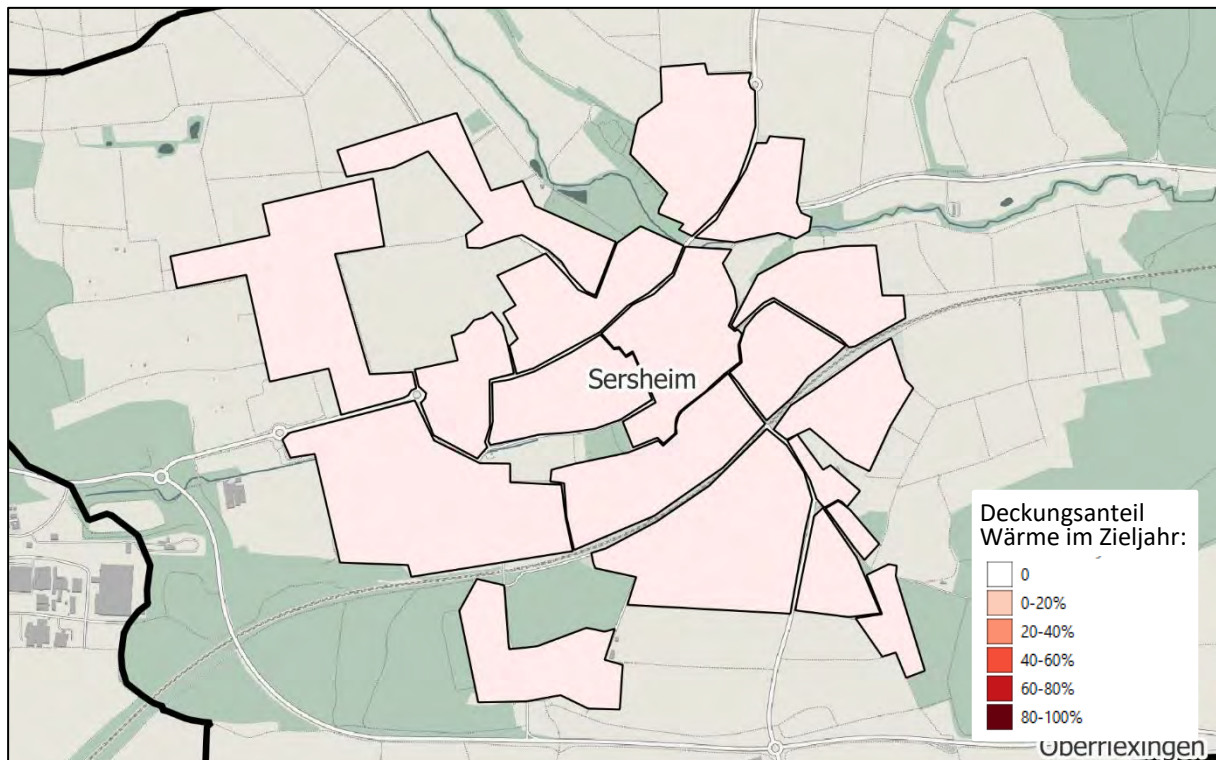 Sersheim
Deckungsanteil
Wärme im Zieljahr:
0
0-20%
20-40%
40-60%
60-80%
80-100%
Oberriexingen